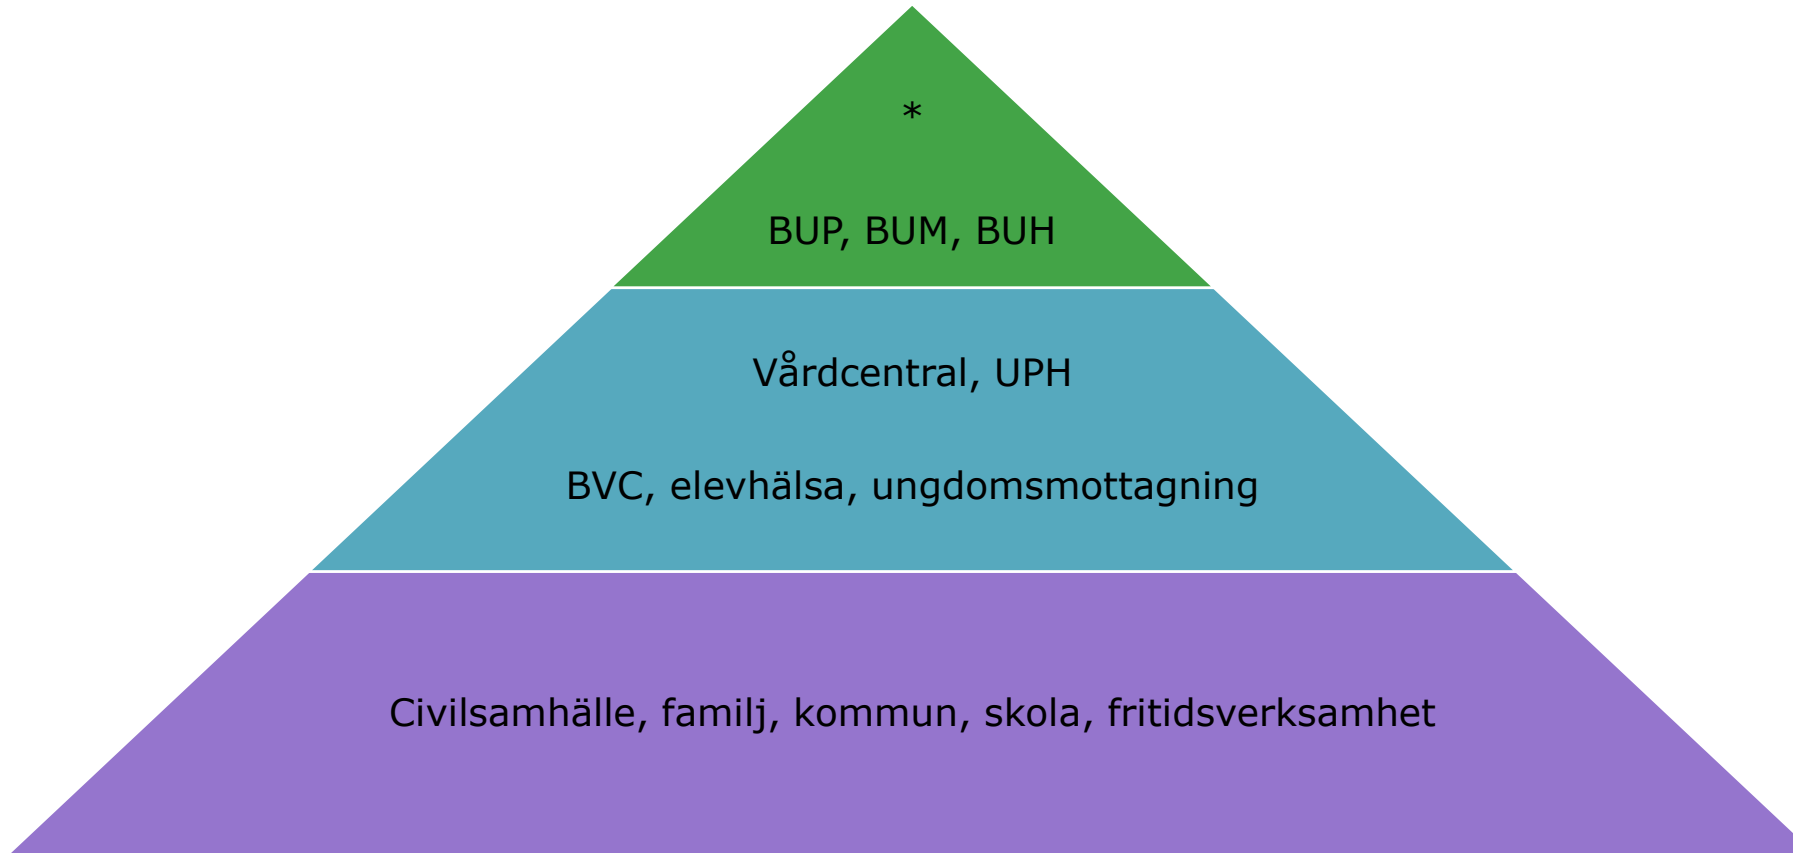 *
BUP, BUM, BUH
Vårdcentral, UPH
BVC, elevhälsa, ungdomsmottagning
Civilsamhälle, familj, kommun, skola, fritidsverksamhet